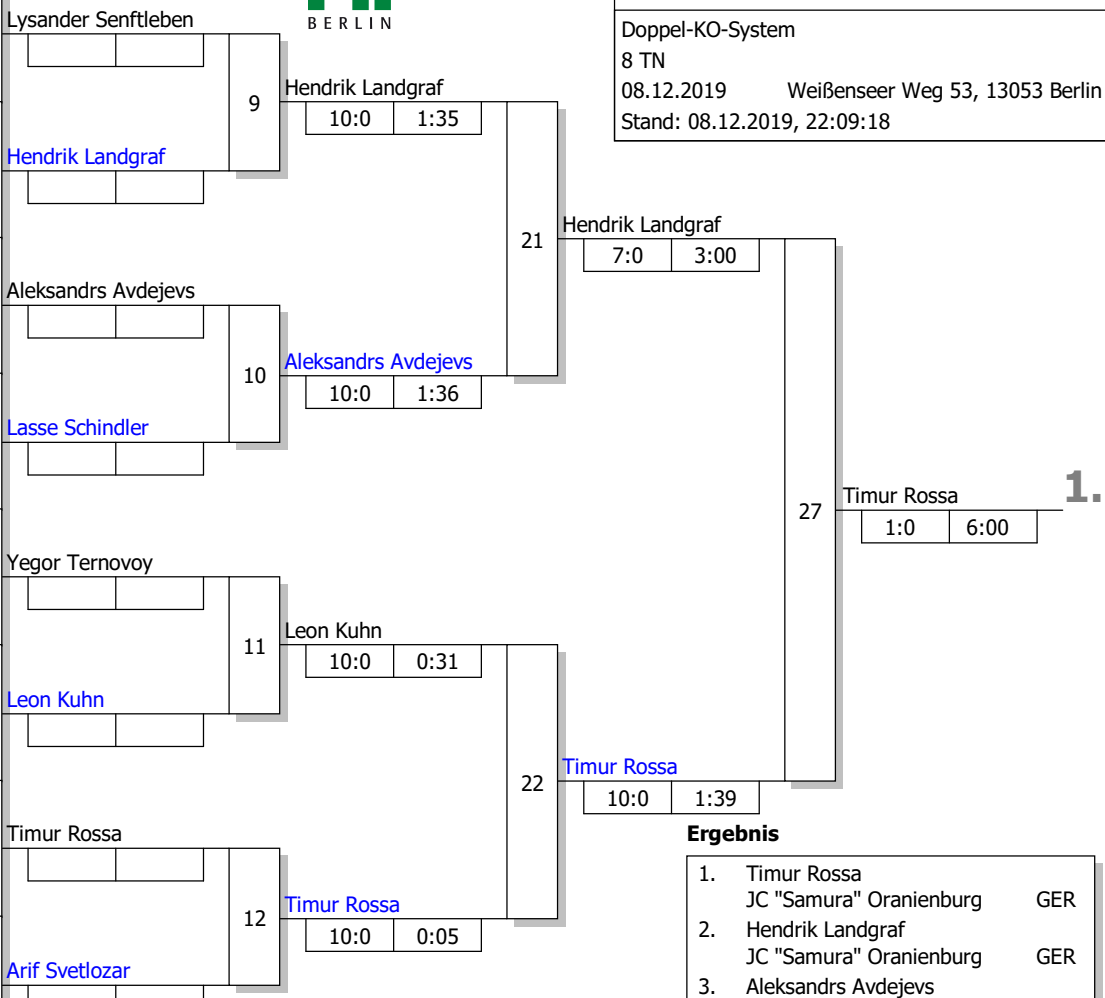 Lysander Senftleben
BERLIN
Doppel-KO-System
8 TN
08.12.2019 Weißenseer Weg 53, 13053 Berlin
Stand: 08.12.2019, 22:09:18
9
Hendrik Landgraf
10:0 1:35
Hendrik Landgraf
21
Hendrik Landgraf
7:0 3:00
Aleksandrs Avdejevs
10
Aleksandrs Avdejevs
10:0 1:36
Lasse Schindler
27
Timur Rossa
1.
1:0 6:00
Yegor Ternovoy
11
Leon Kuhn
10:0 0:31
Leon Kuhn
22
Timur Rossa
10:0 1:39
Timur Rossa
12
Timur Rossa
10:0 0:05
Arif Svetlozar
Ergebnis
1. Timur Rossa
JC "Samura" Oranienburg GER
2. Hendrik Landgraf
JC "Samura" Oranienburg GER
3. Aleksandrs Avdejevs